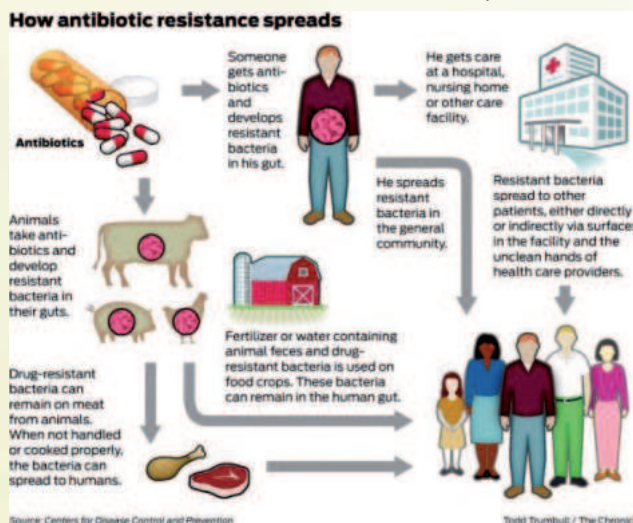 How antibiotic resistance spreads
Antibiotics
Someone
gets anti-
biotics
and
develops
resistant
bacteria
in his gut.
He gets care
at a hospital,
nursing home
or other care
facility.
He spreads
resistant
bacteria in
the general
community.
Resistant bacteria
spread to other
patients, either directly
or indirectly via surfaces
in the facility and the
unclean hands of
health care providers.
Animals
take anti-
biotics and
develop
resistant
bacteria in
their guts.
Fertilizer or water containing
animal feces and drug-
resistant bacteria is used on
food crops. These bacteria
can remain in the human gut.
Drug-resistant
bacteria can
remain on meat
from animals.
When not handled
or cooked properly,
the bacteria can
spread to humans.
Source: Centers for Disease Control and Prevention
Todd Trumbull / The Chronic